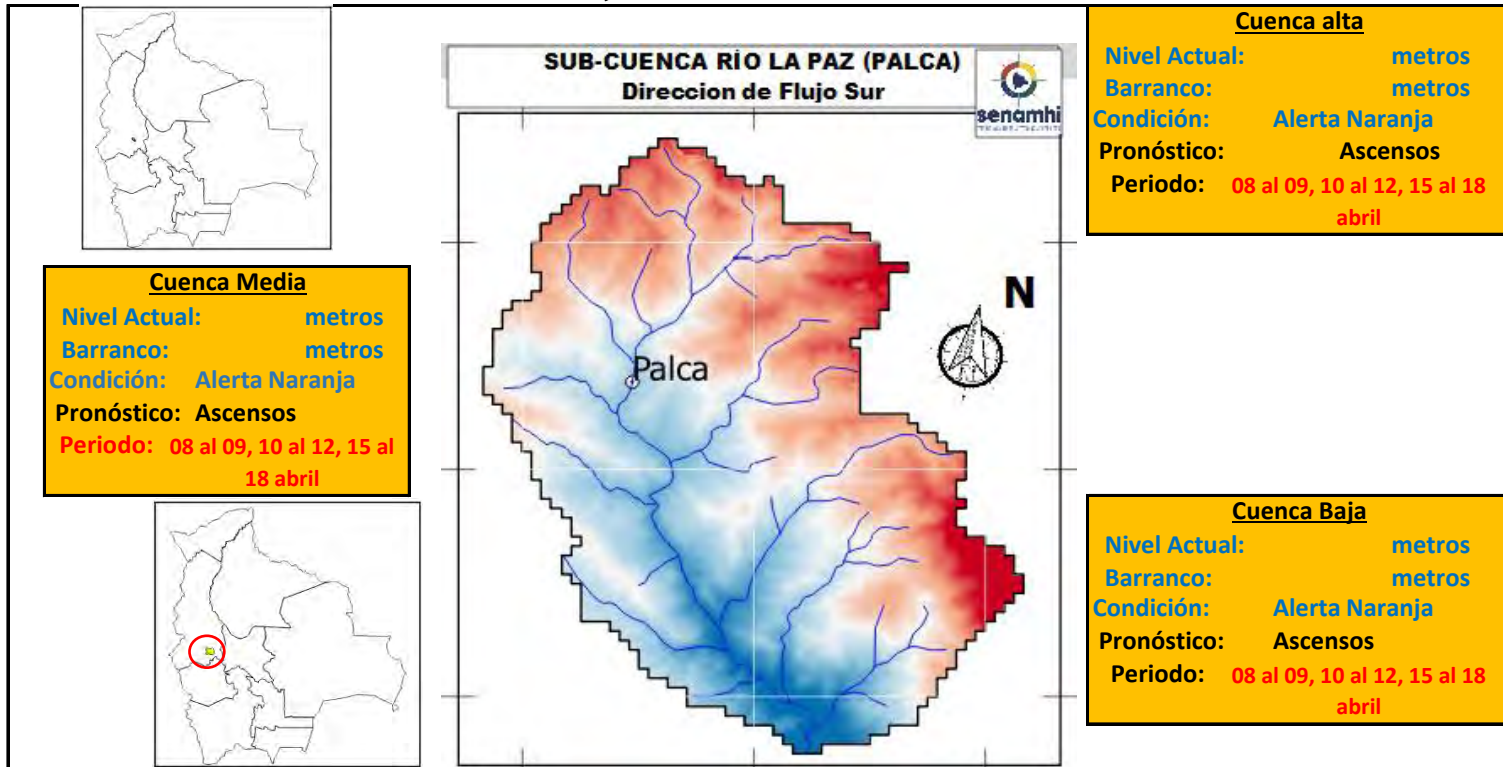 SUB-CUENCA RÍO LA PAZ (PALCA)
Direccion de Flujo Sur
senamhi
Cuenca alta
Nivel Actual: metros
Barranco: metros
Condición: Alerta Naranja
Pronóstico: Ascensos
Periodo: 08 al 09, 10 al 12, 15 al 18
abril
Cuenca Media
Nivel Actual: metros
Barranco: metros
Condición: Alerta Naranja
Pronóstico: Ascensos
Periodo: 08 al 09, 10 al 12, 15 al
18 abril
N
Palca
Cuenca Baja
Nivel Actual: metros
Barranco: metros
Condición: Alerta Naranja
Pronóstico: Ascensos
Periodo: 08 al 09, 10 al 12, 15 al 18
abril